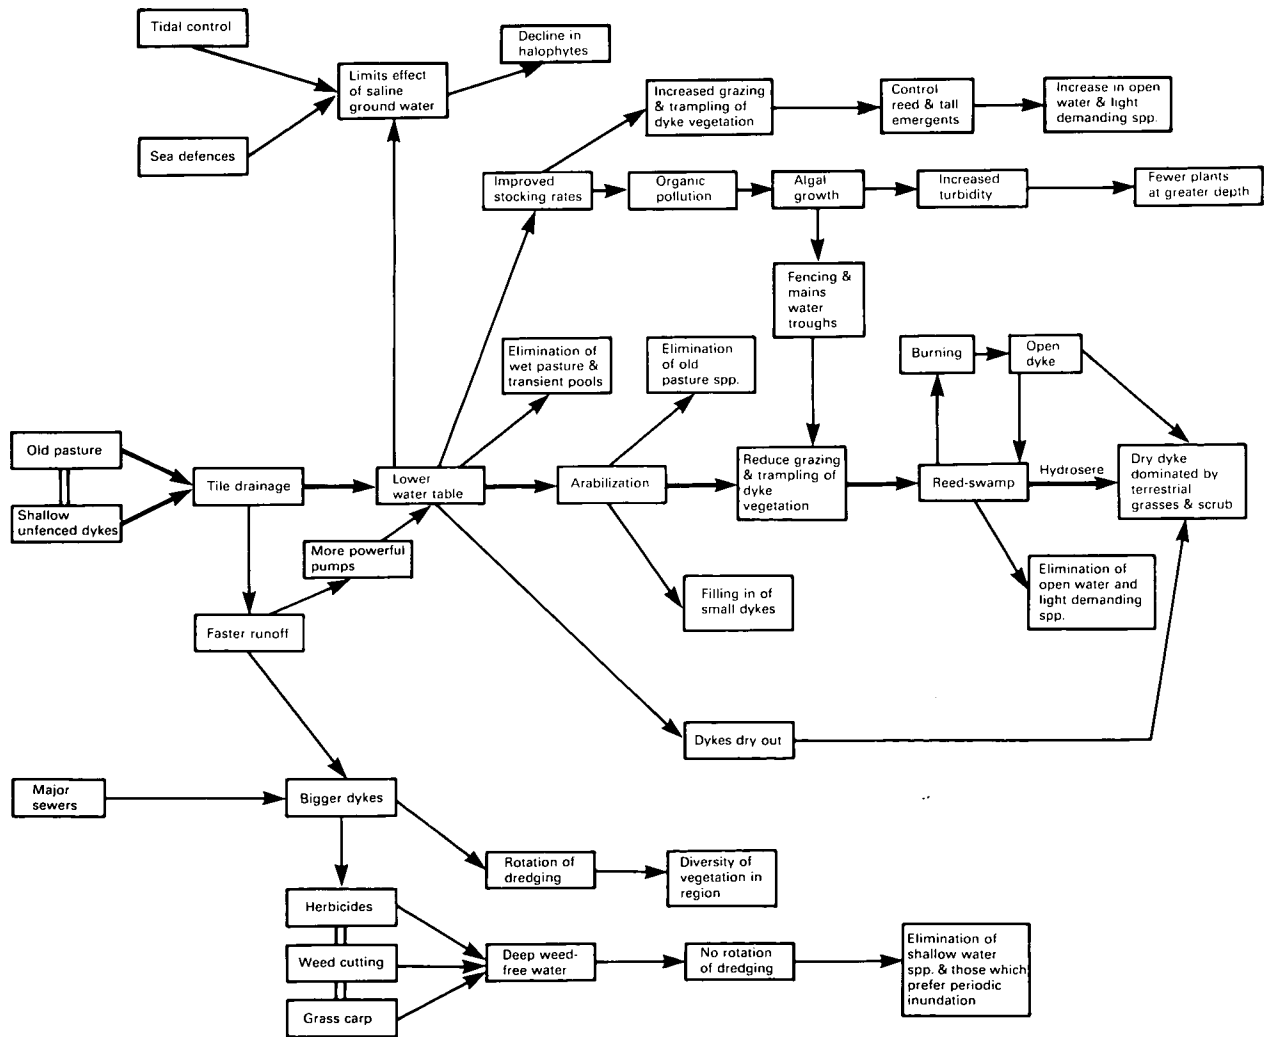 Tidal control
Decline in
halophytes
Limits effect
of saline
ground water
Sea defences
Increased grazing
& trampling of
dyke vegetation
Control
reed & tall
emergents
Increase in open
water & light
demanding spp.
Improved
stocking rates
Organic
pollution
Algal
growth
Increased
turbidity
Fewer plants
at greater depth
Fencing &
mains
water
troughs
Elimination of
wet pasture &
transient pools
Elimination
of old
pasture spp.
Burning
Open
dyke
Old pasture
Shallow
unfenced dykes
Tile drainage
Lower
water table
Arabilization
Reduce grazing
& trampling of
dyke
vegetation
Reed-swamp
Hydrosere
Dry dyke
dominated by
terrestrial
grasses & scrub
More powerful
pumps
Faster runoff
Filling in of
small dykes
Elimination of
open water and
light demanding
spp.
Dykes dry out
Major
sewers
Bigger dykes
Rotation of
dredging
Diversity of
vegetation in
region
Herbicides
Weed cutting
Grass carp
Deep weed-
free water
No rotation
of dredging
Elimination of
shallow water
spp. & those which
prefer periodic
inundation